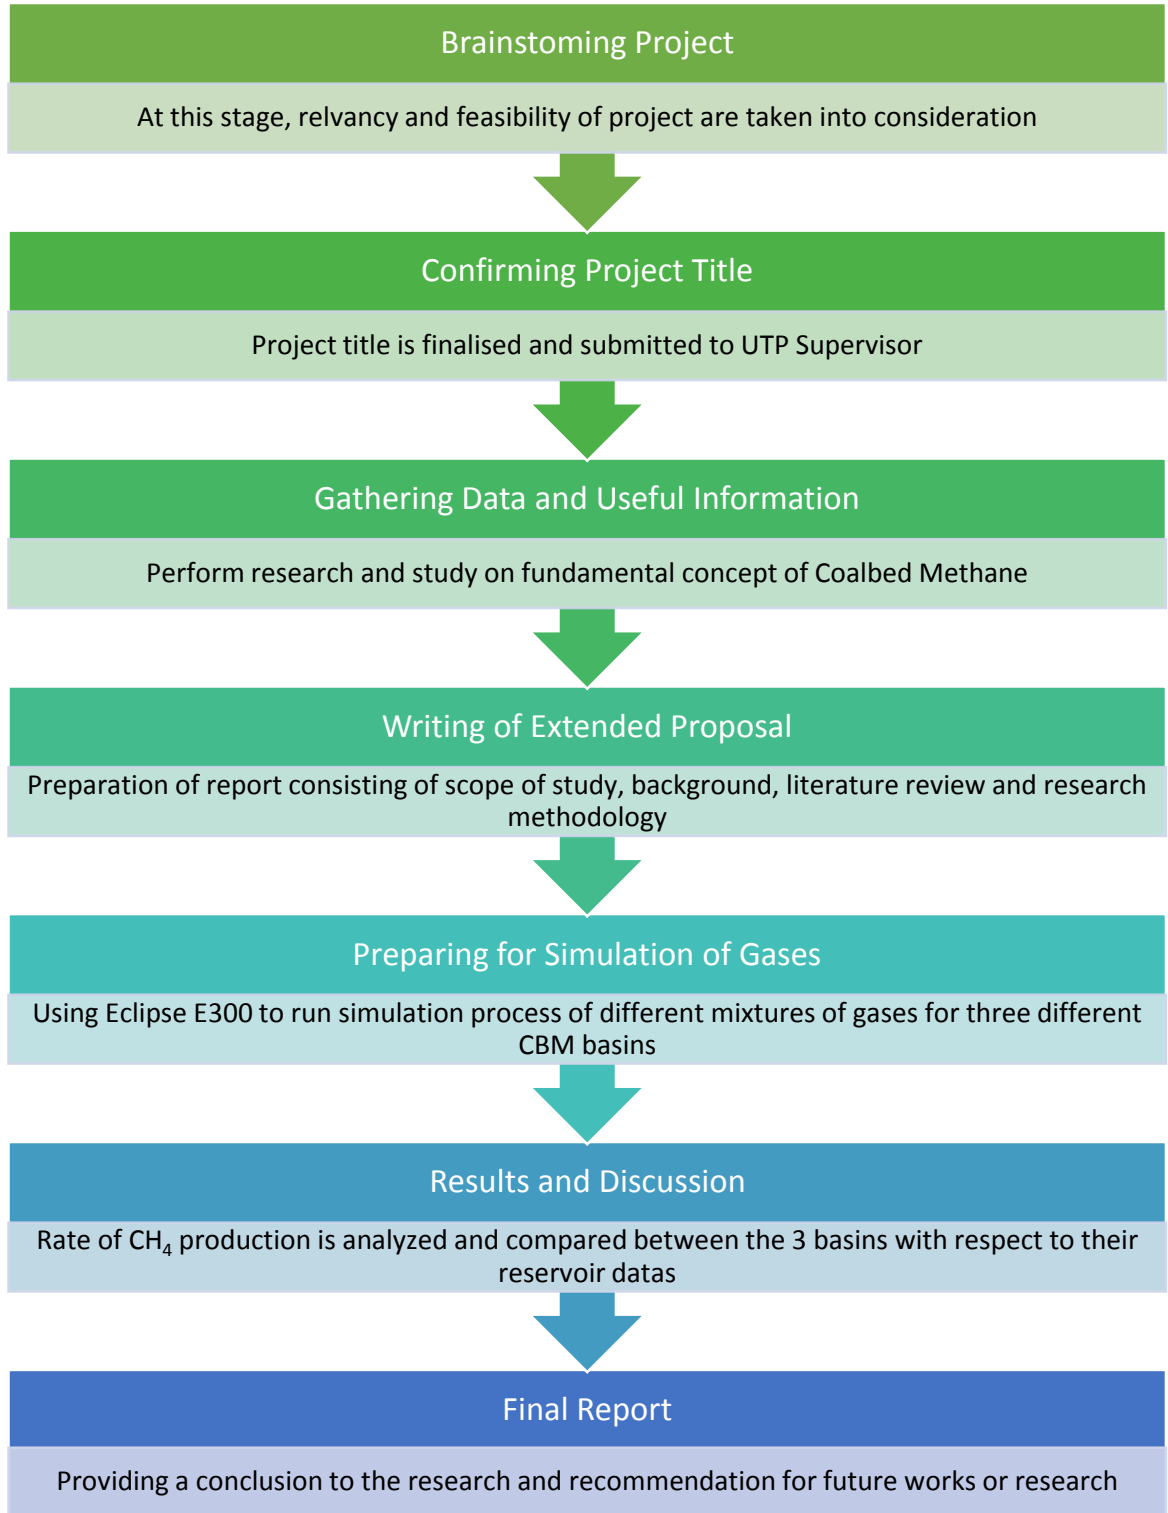 Brainstoming Project
At this stage, relvancy and feasibility of project are taken into consideration
Confirming Project Title
Project title is finalised and submitted to UTP Supervisor
Gathering Data and Useful Information
Perform research and study on fundamental concept of Coalbed Methane
Writing of Extended Proposal
Preparation of report consisting of scope of study, background, literature review and research
methodology
Preparing for Simulation of Gases
Using Eclipse E300 to run simulation process of different mixtures of gases for three different
CBM basins
Results and Discussion
Rate of CH₄ production is analyzed and compared between the 3 basins with respect to their
reservoir datas
Final Report
Providing a conclusion to the research and recommendation for future works or research